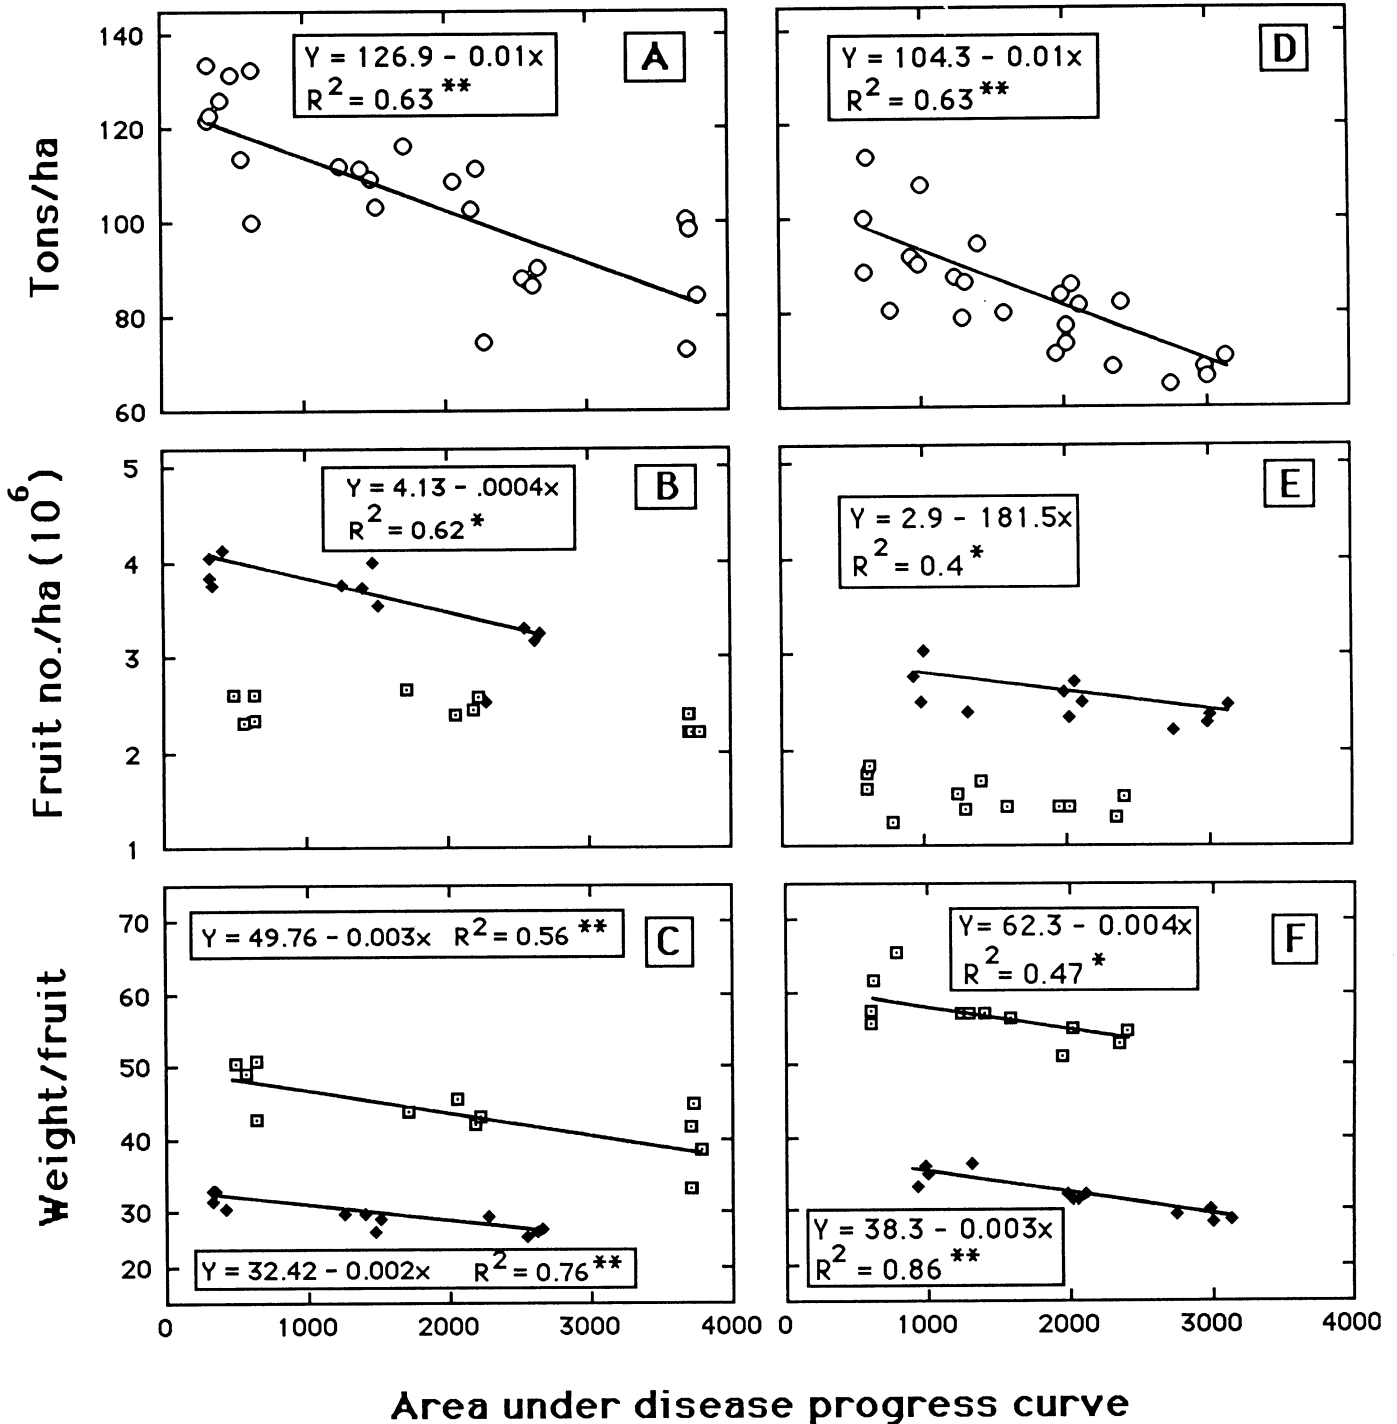 Tons/ha
140
120
100
80
60
Y = 126.9 - 0.01x
R2 = 0.63 **
A
Y = 104.3 - 0.01x
R2 = 0.63 **
D
Fruit no./ha (10^6)
5
4
3
2
1
Y = 4.13 - .0004x
R2 = 0.62 *
B
Y = 2.9 - 181.5x
R2 = 0.4 *
E
Weight/fruit
70
60
50
40
30
20
Y = 49.76 - 0.003x R2 = 0.56 **
C
Y = 32.42 - 0.002x R2 = 0.76 **
Y = 62.3 - 0.004x
R2 = 0.47 *
F
Y = 38.3 - 0.003x
R2 = 0.86 **
0 1000 2000 3000 4000 0 1000 2000 3000 4000
Area under disease progress curve